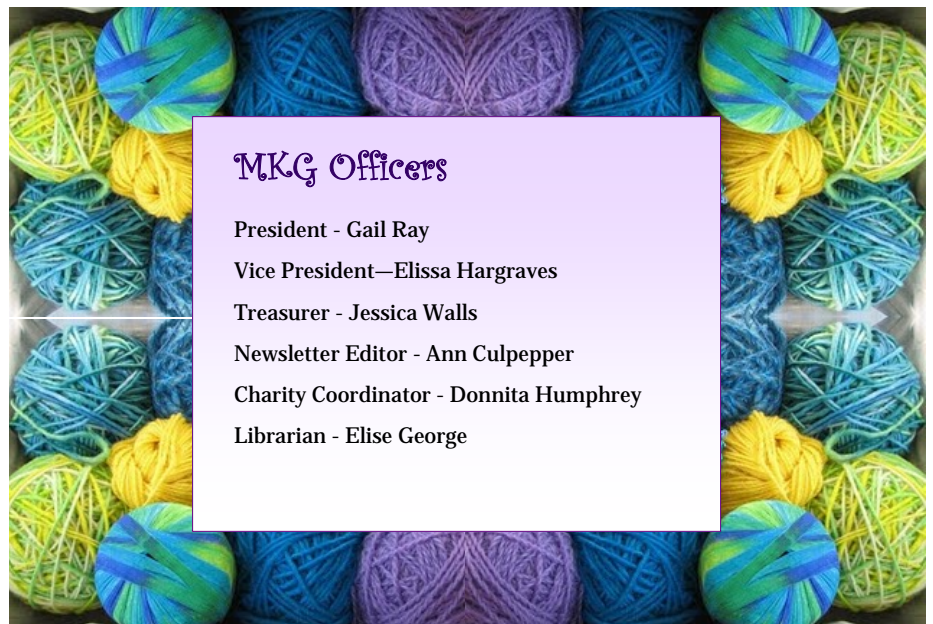 MKG Officers
President - Gail Ray
Vice President—Elissa Hargraves
Treasurer - Jessica Walls
Newsletter Editor - Ann Culpepper
Charity Coordinator - Donnita Humphrey
Librarian - Elise George